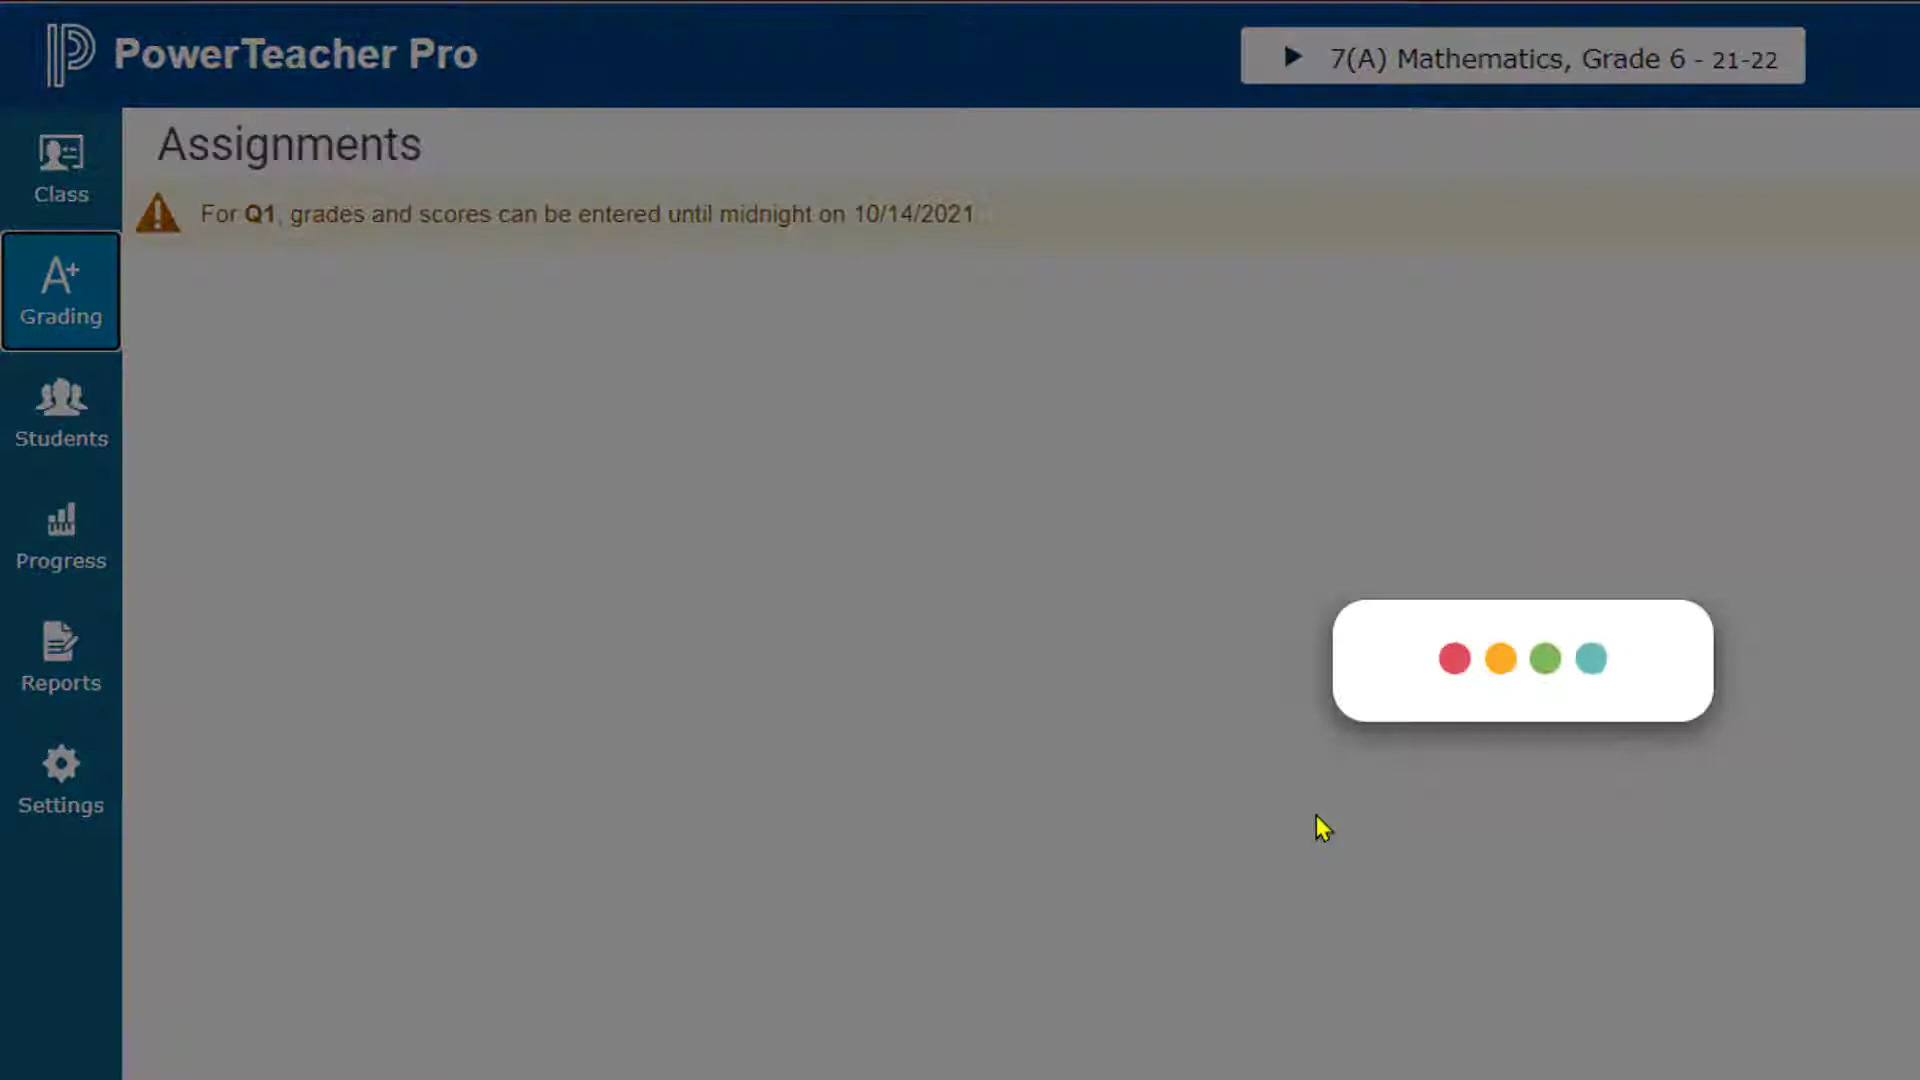 PowerTeacher Pro
7(A) Mathematics, Grade 6 - 21-22
Class
Assignments
For Q1, grades and scores can be entered until midnight on 10/14/2021
A+
Grading
Students
Progress
Reports
Settings